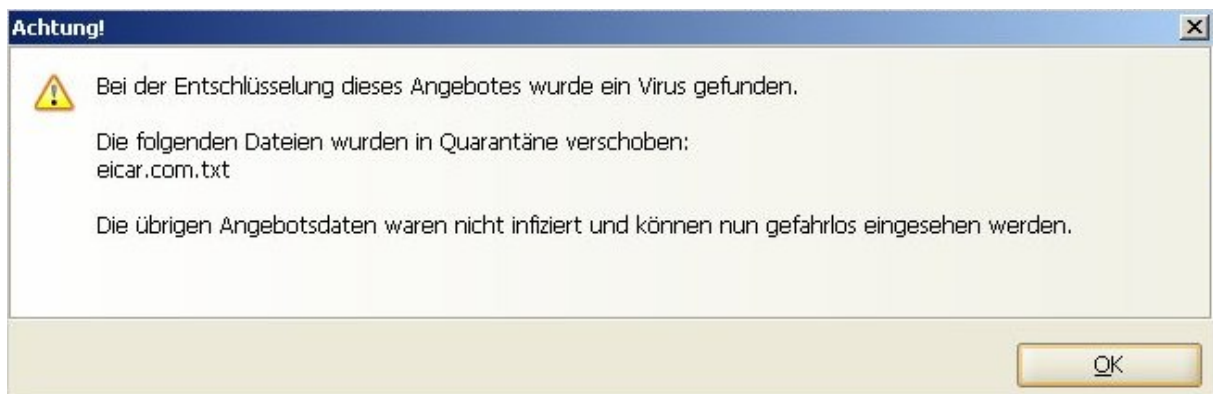 Achtung!
Bei der Entschlüsselung dieses Angebotes wurde ein Virus gefunden.
Die folgenden Dateien wurden in Quarantäne verschoben:
eicar.com.txt
Die übrigen Angebotsdaten waren nicht infiziert und können nun gefahrlos eingesehen werden.
OK